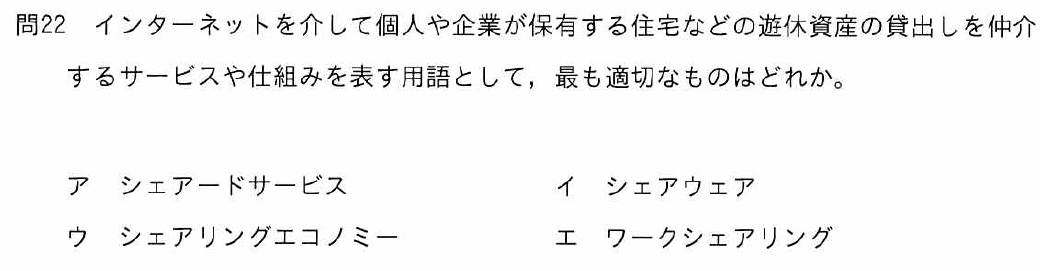 問22 インターネットを介して個人や企業が保有する住宅などの遊休資産の貸出しを仲介
するサービスや仕組みを表す用語として，最も適切なものはどれか。
ア シェアードサービス イ シェアウェア
ウ シェアリングエコノミー エ ワークシェアリング